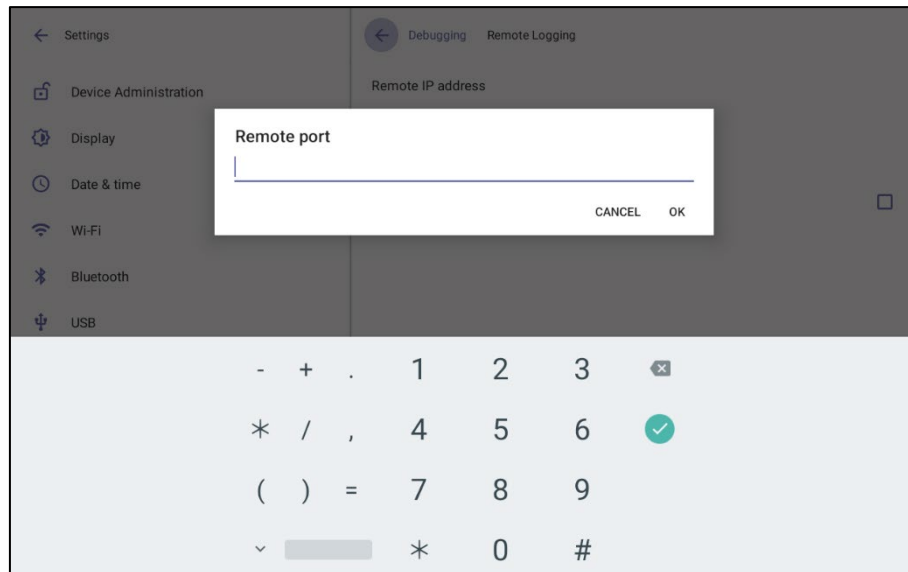 Settings
Debugging Remote Logging
Device Administration
Remote IP address
Display
Remote port
Date & time
CANCEL OK
Wi-Fi
Bluetooth
USB
- + . 1 2 3
* / , 4 5 6
( ) = 7 8 9
* 0 #